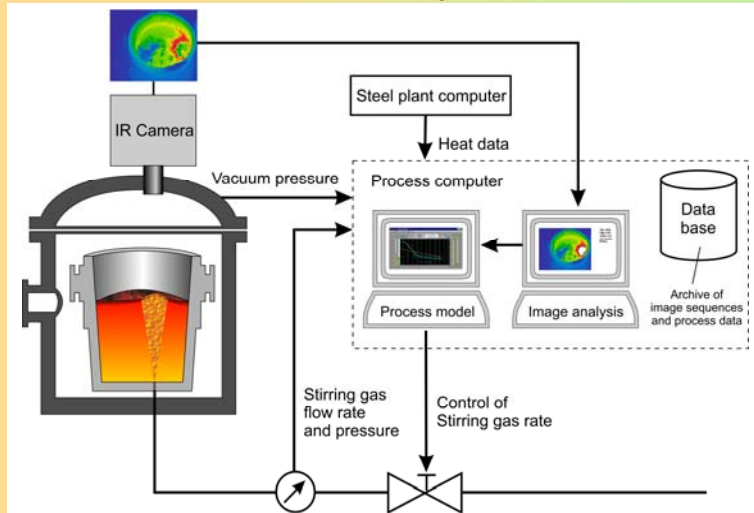 IR Camera
Steel plant computer
Heat data
Vacuum pressure
Process computer
Data
base
Process model
Image analysis
Archive of
image sequences
and process data
Stirring gas
flow rate
and pressure
Control of
Stirring gas rate